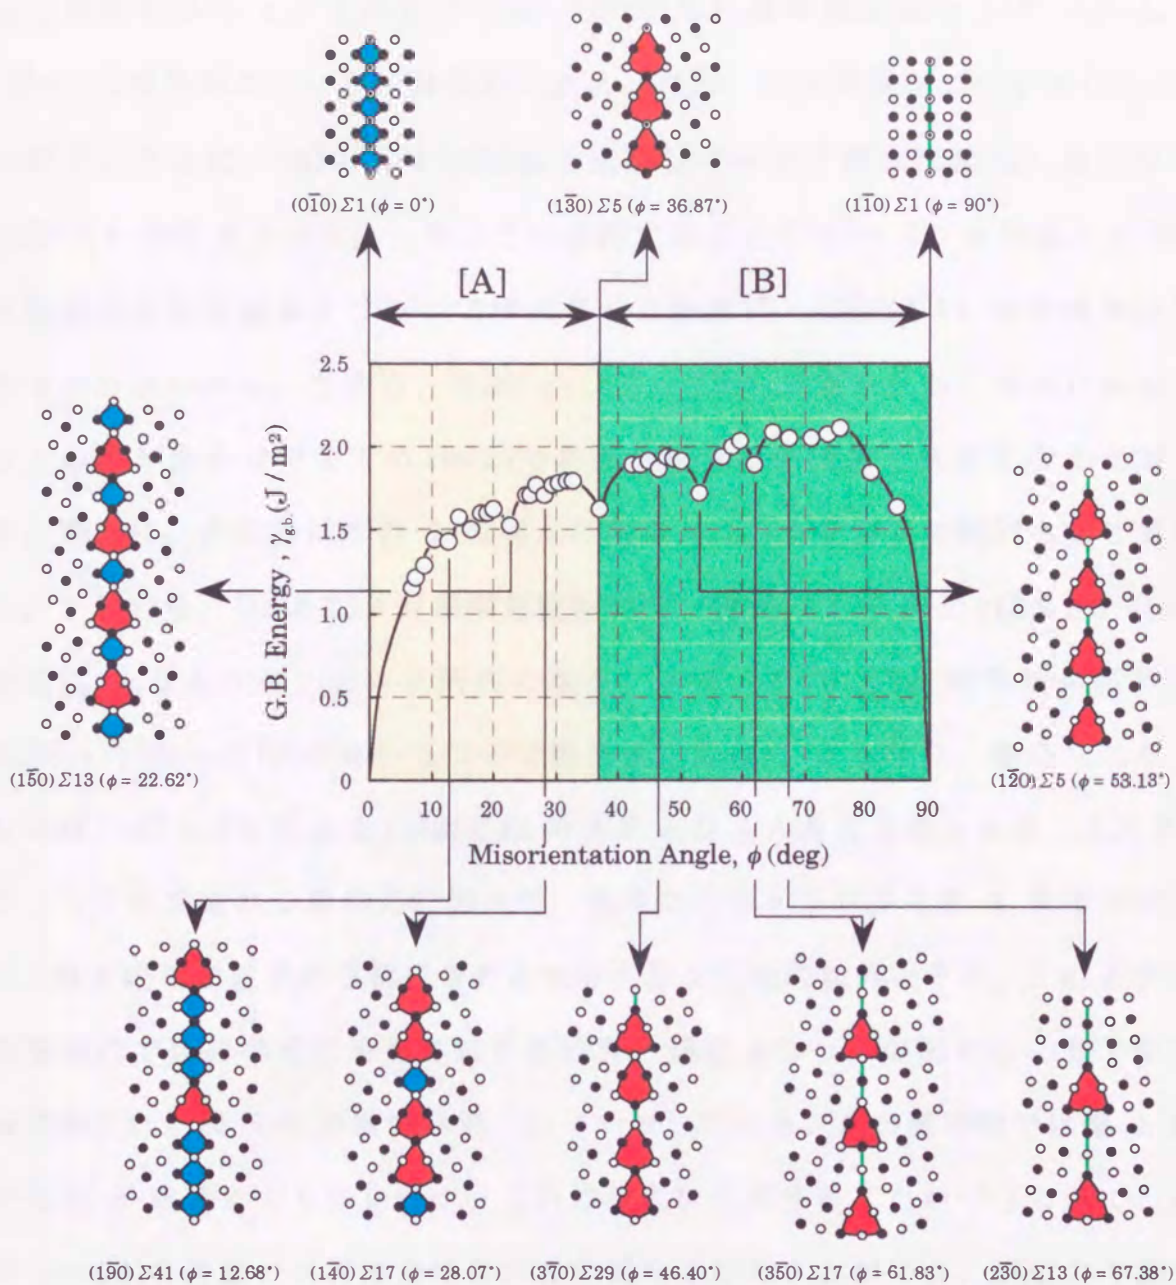 (01̅0) Σ1 (ϕ = 0°)
(13̅0) Σ5 (ϕ = 36.87°)
(11̅0) Σ1 (ϕ = 90°)
[A]
[B]
G.B. Energy , γg.b. (J / m²)
2.5
2.0
1.5
1.0
0.5
0
0 10 20 30 40 50 60 70 80 90
Misorientation Angle, ϕ (deg)
(15̅0) Σ13 (ϕ = 22.62°)
(12̅0) Σ5 (ϕ = 53.13°)
(19̅0) Σ41 (ϕ = 12.68°)
(14̅0) Σ17 (ϕ = 28.07°)
(37̅0) Σ29 (ϕ = 46.40°)
(35̅0) Σ17 (ϕ = 61.83°)
(23̅0) Σ13 (ϕ = 67.38°)